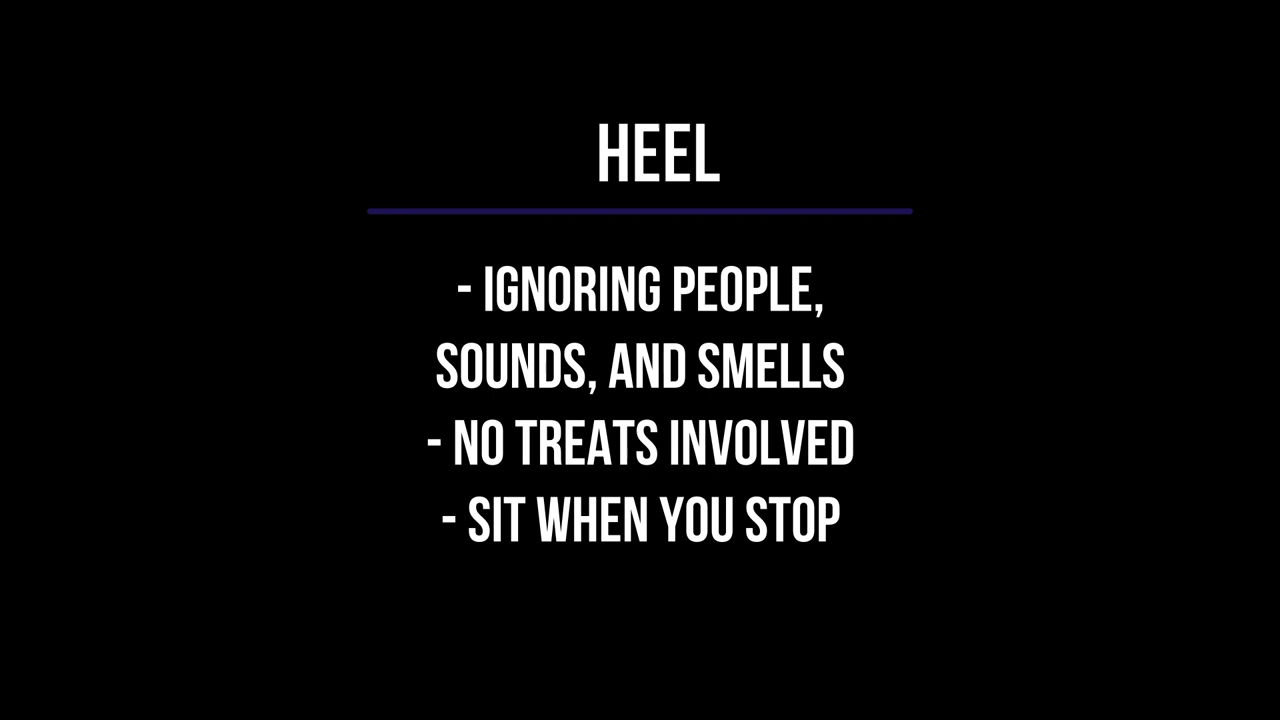 HEEL
- IGNORING PEOPLE,
SOUNDS, AND SMELLS
- NO TREATS INVOLVED
- SIT WHEN YOU STOP